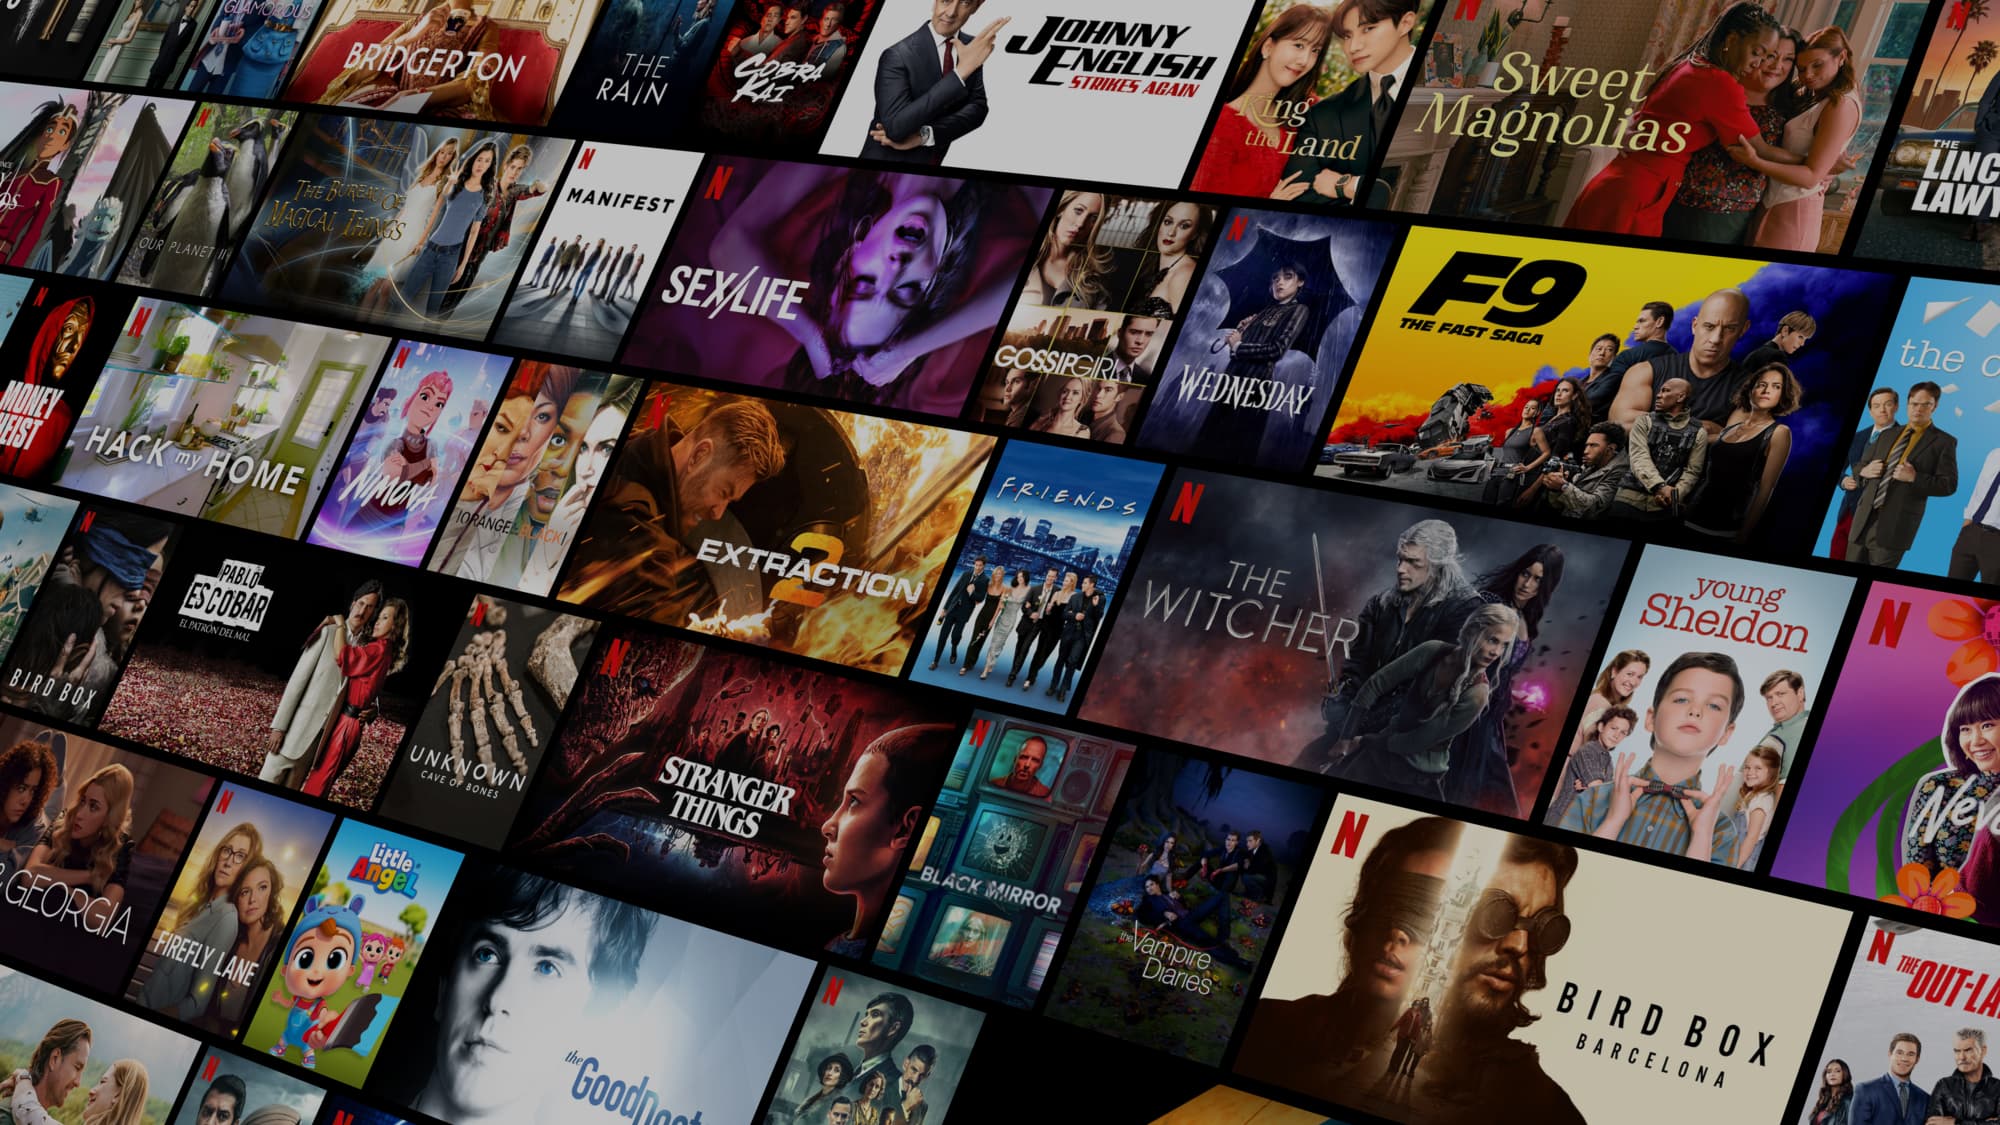 GLAMOROUS
BRIDGERTON
THE
RAIN
COBRA
KAI
JOHNNY
ENGLISH
STRIKES AGAIN
King
the Land
Sweet
Magnolias
THE
LINC
LAWY
OUR PLANET II
THE BUREAU OF
MAGICAL THINGS
MANIFEST
SEX/LIFE
GOSSIP GIRL
WEDNESDAY
F9
THE FAST SAGA
the o
MONEY
HEIST
HACK my HOME
NIMONA
ORANGE
BLACK
EXTRACTION
2
F·R·I·E·N·D·S
THE
WITCHER
young
Sheldon
BIRD BOX
PABLO
ESCOBAR
EL PATRÓN DEL MAL
UNKNOWN
CAVE OF BONES
STRANGER
THINGS
BLACK MIRROR
the Vampire
Diaries
BIRD BOX
BARCELONA
Neve
& GEORGIA
FIREFLY LANE
Little
Angel
the
Good Doct
THE OUT-LA